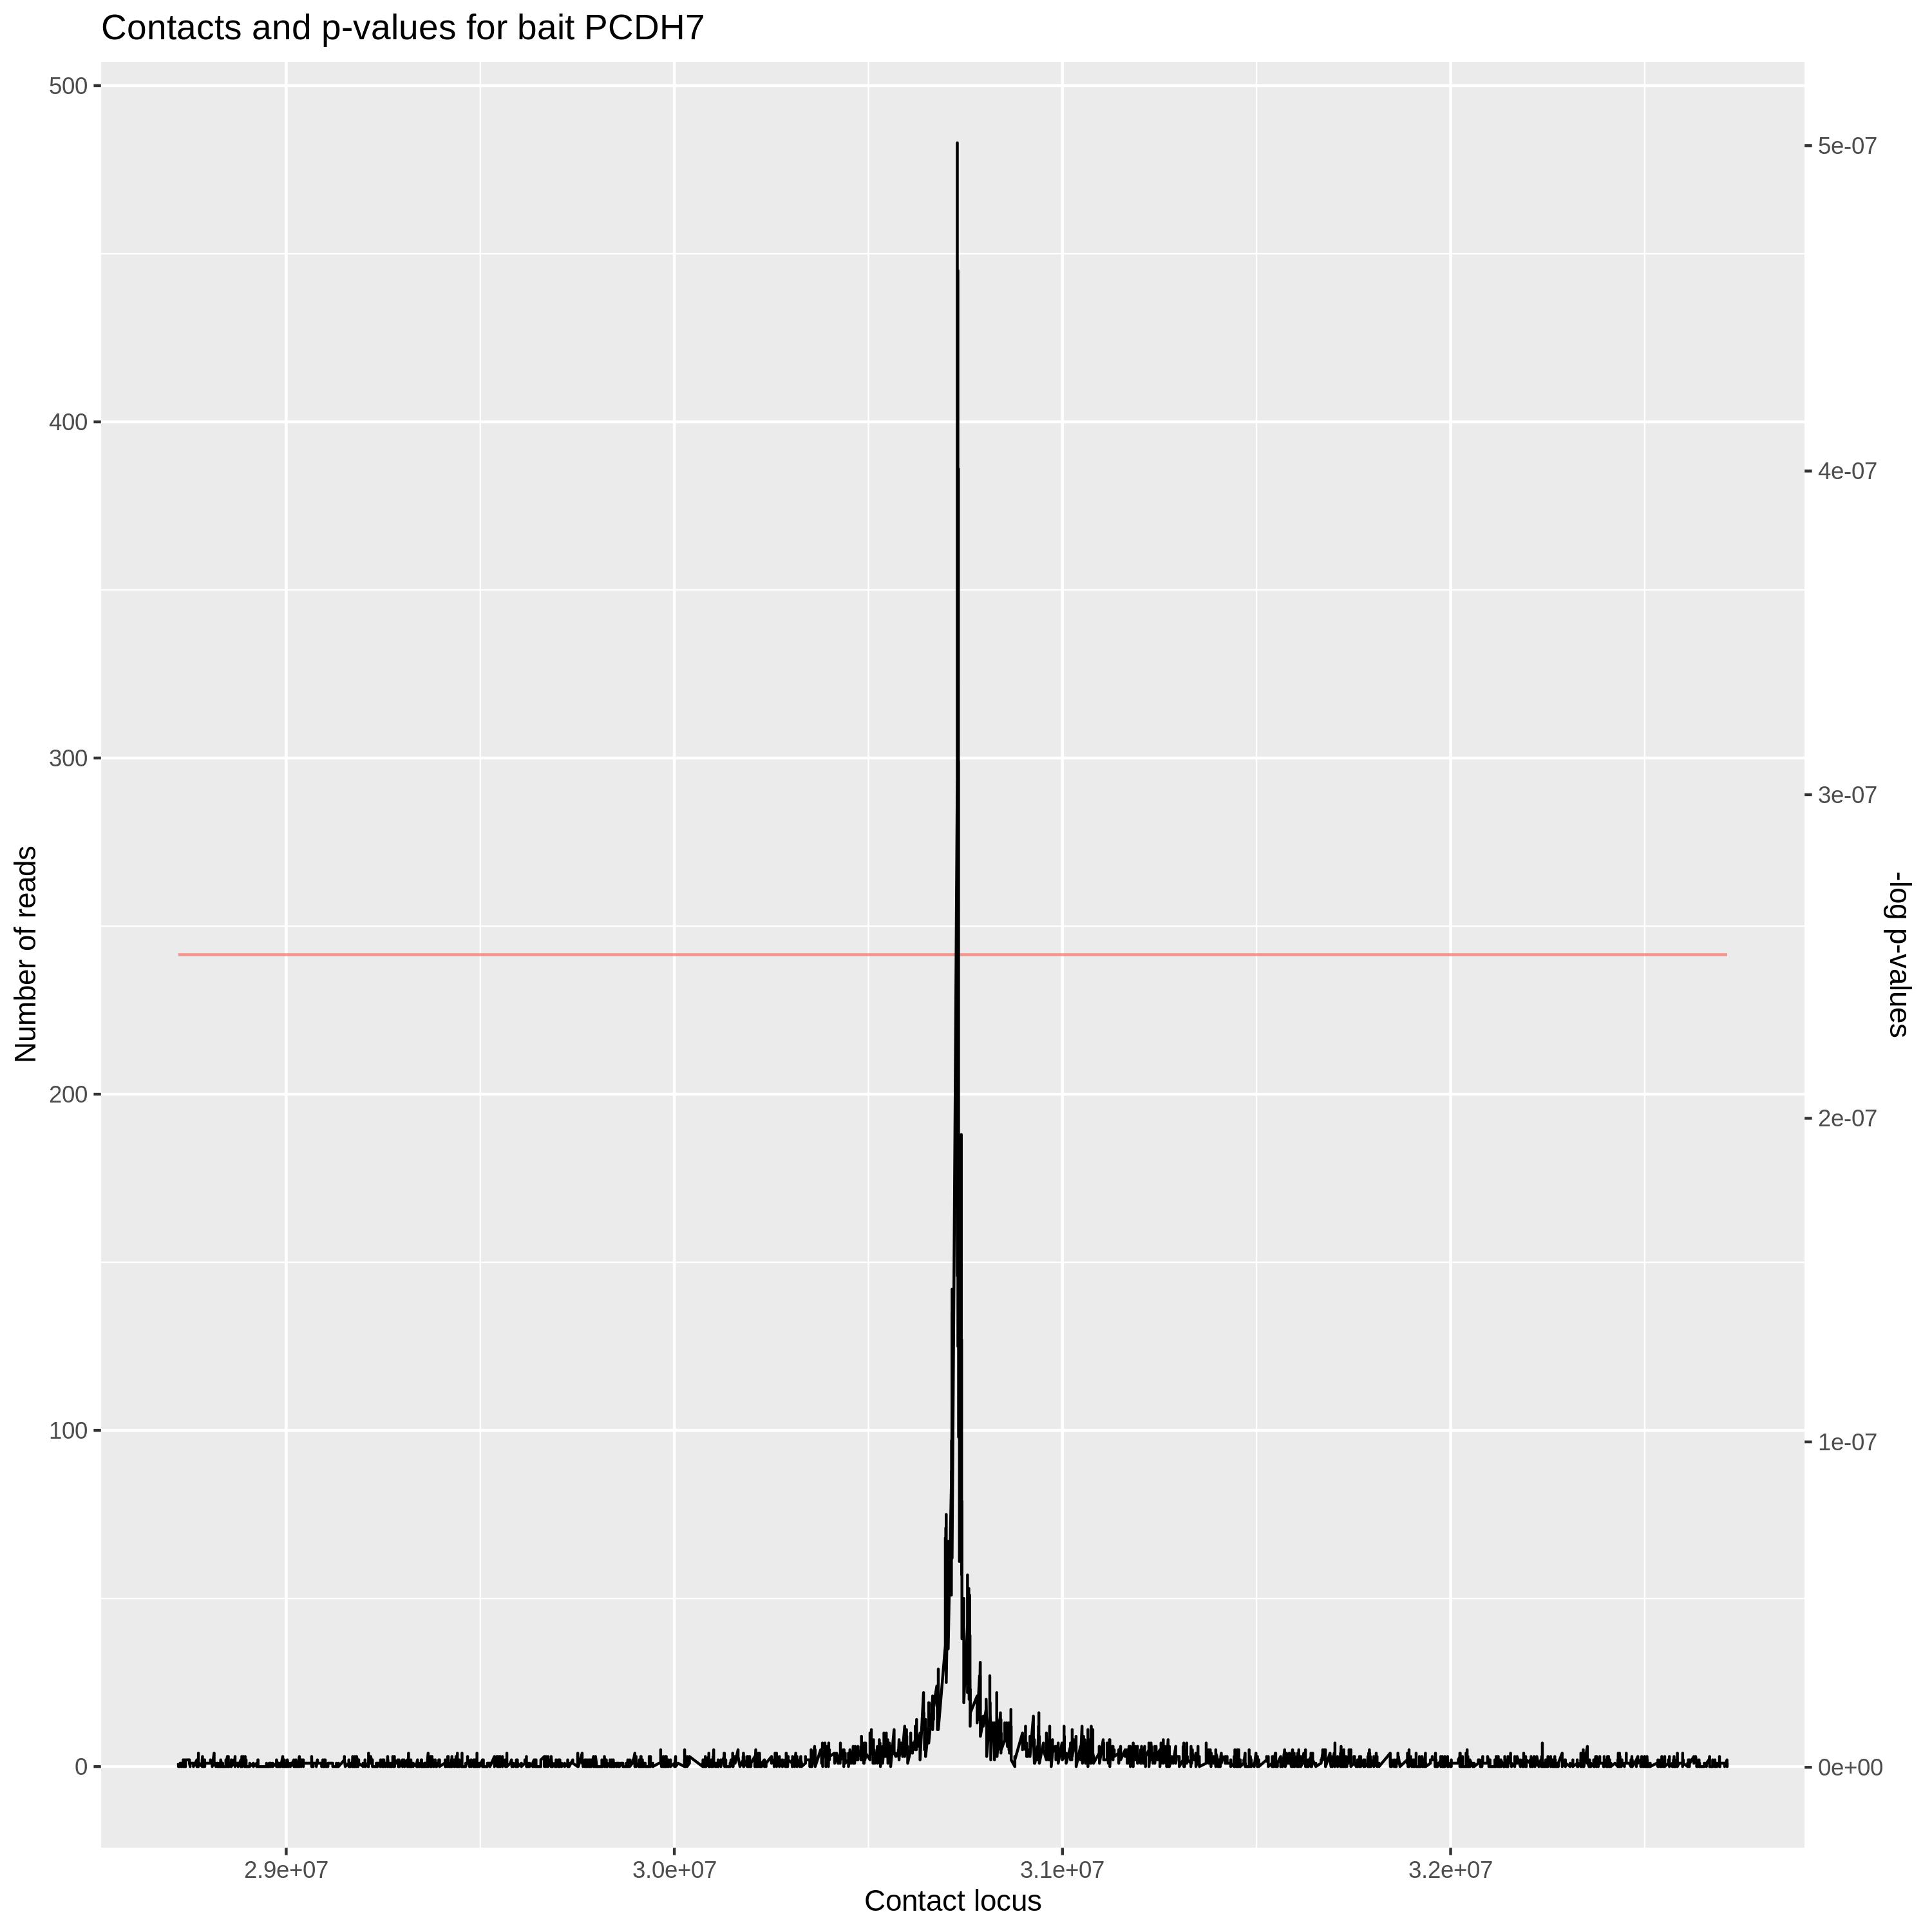 Contacts and p-values for bait PCDH7
500
400
300
200
100
0
Number of reads
5e-07
4e-07
3e-07
2e-07
1e-07
0e+00
-log p-values
2.9e+07
3.0e+07
3.1e+07
3.2e+07
Contact locus